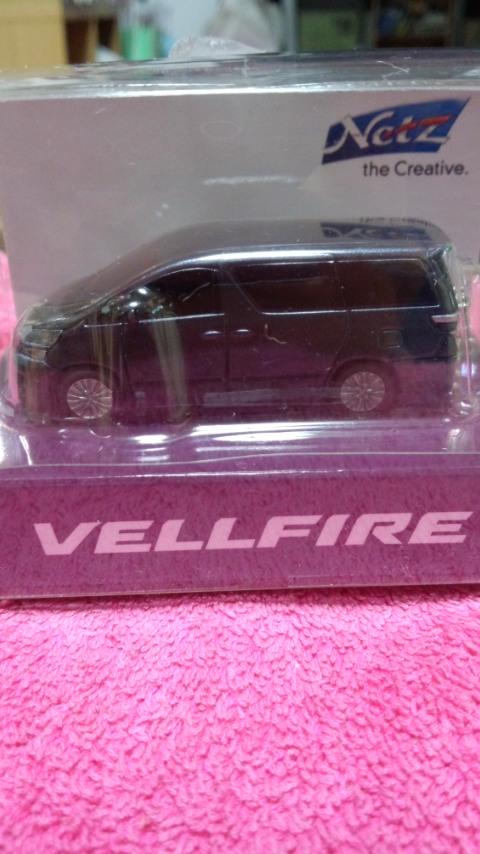 Netz
the Creative.
VELLFIRE